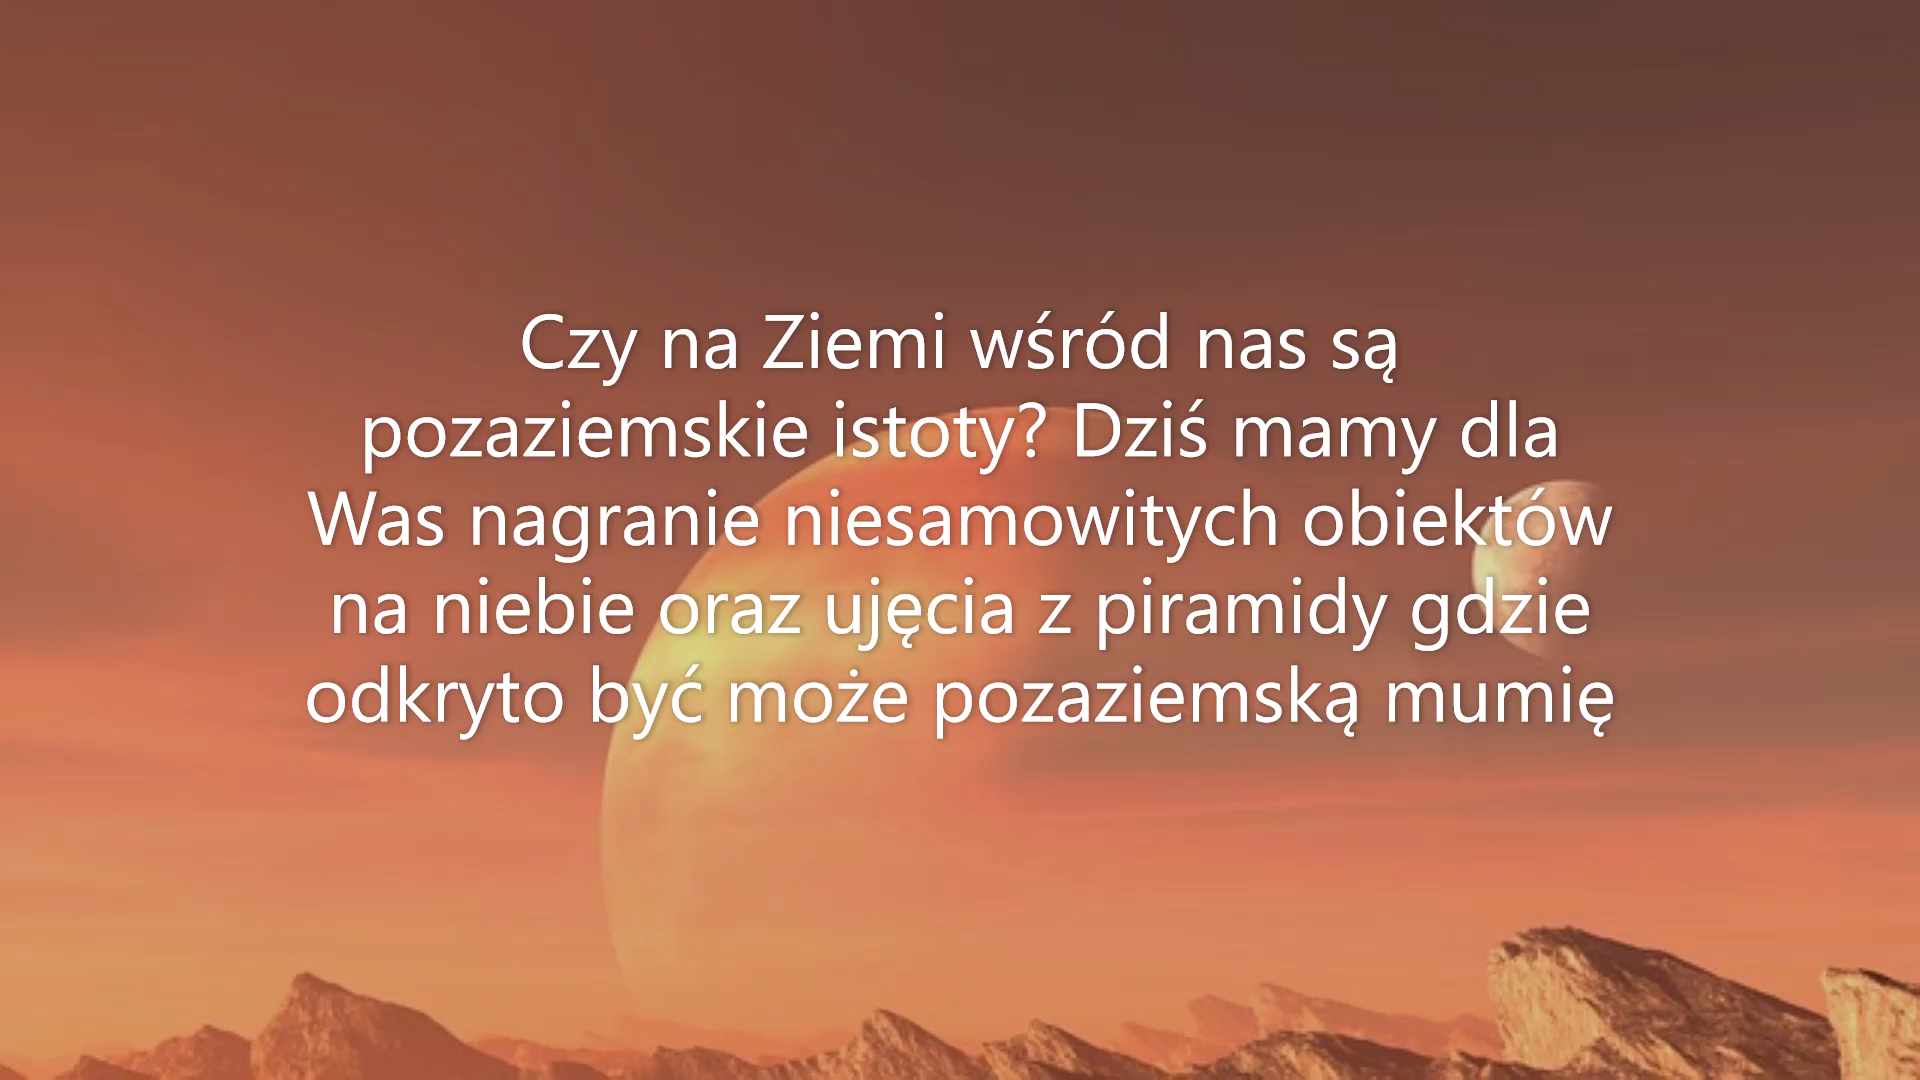 Czy na Ziemi wśród nas są
pozaziemskie istoty? Dziś mamy dla
Was nagranie niesamowitych obiektów
na niebie oraz ujęcia z piramidy gdzie
odkryto być może pozaziemską mumię